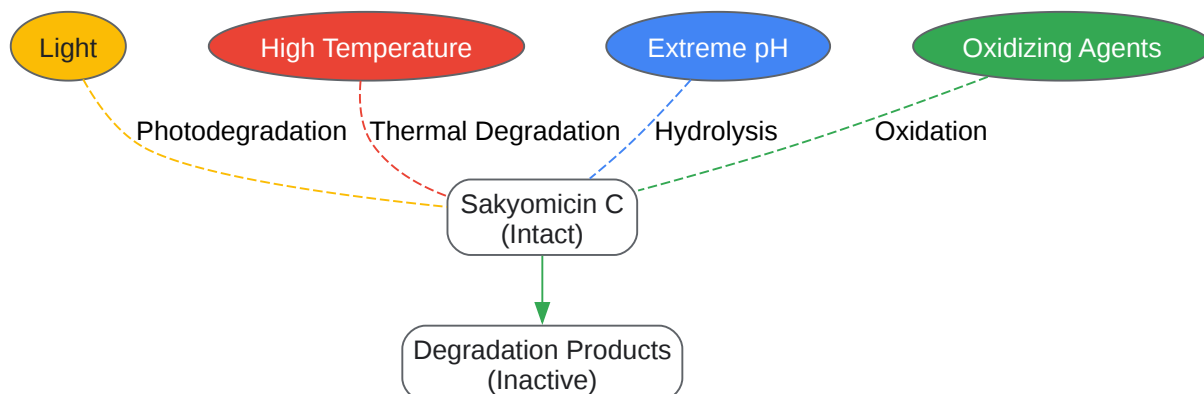 Light
High Temperature
Extreme pH
Oxidizing Agents
Photodegradation
Thermal Degradation
Hydrolysis
Oxidation
Sakyomicin C
(Intact)
Degradation Products
(Inactive)